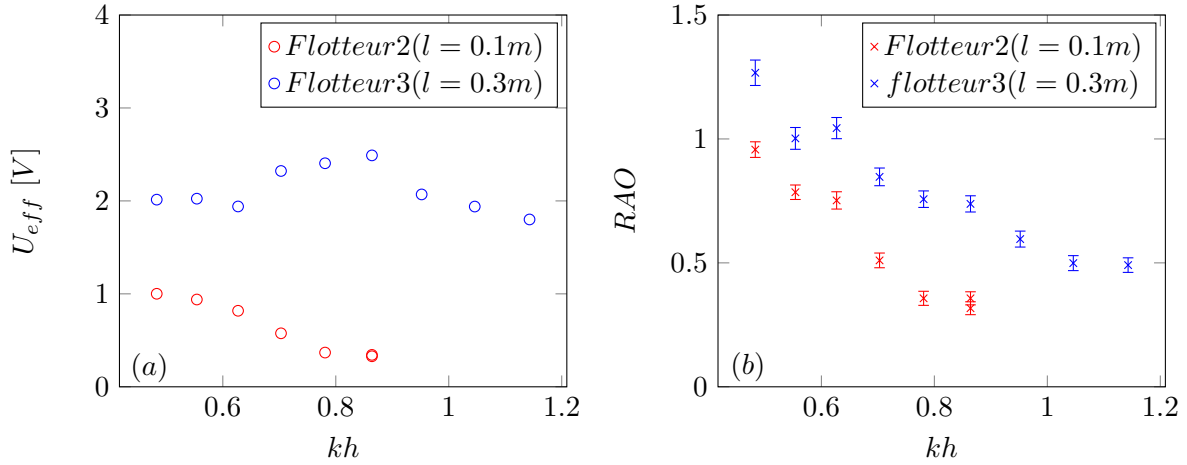 4
3
2
1
0
U_eff [V]
Flotteur2(l = 0.1m)
Flotteur3(l = 0.3m)
(a)
0.6 0.8 1 1.2
kh
1.5
1
0.5
0
RAO
Flotteur2(l = 0.1m)
flotteur3(l = 0.3m)
(b)
0.6 0.8 1 1.2
kh